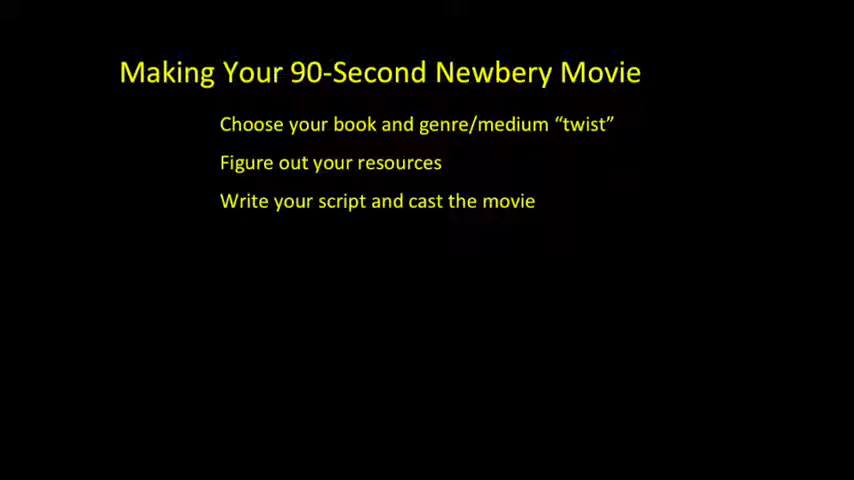 Making Your 90-Second Newbery Movie
Choose your book and genre/medium “twist”
Figure out your resources
Write your script and cast the movie